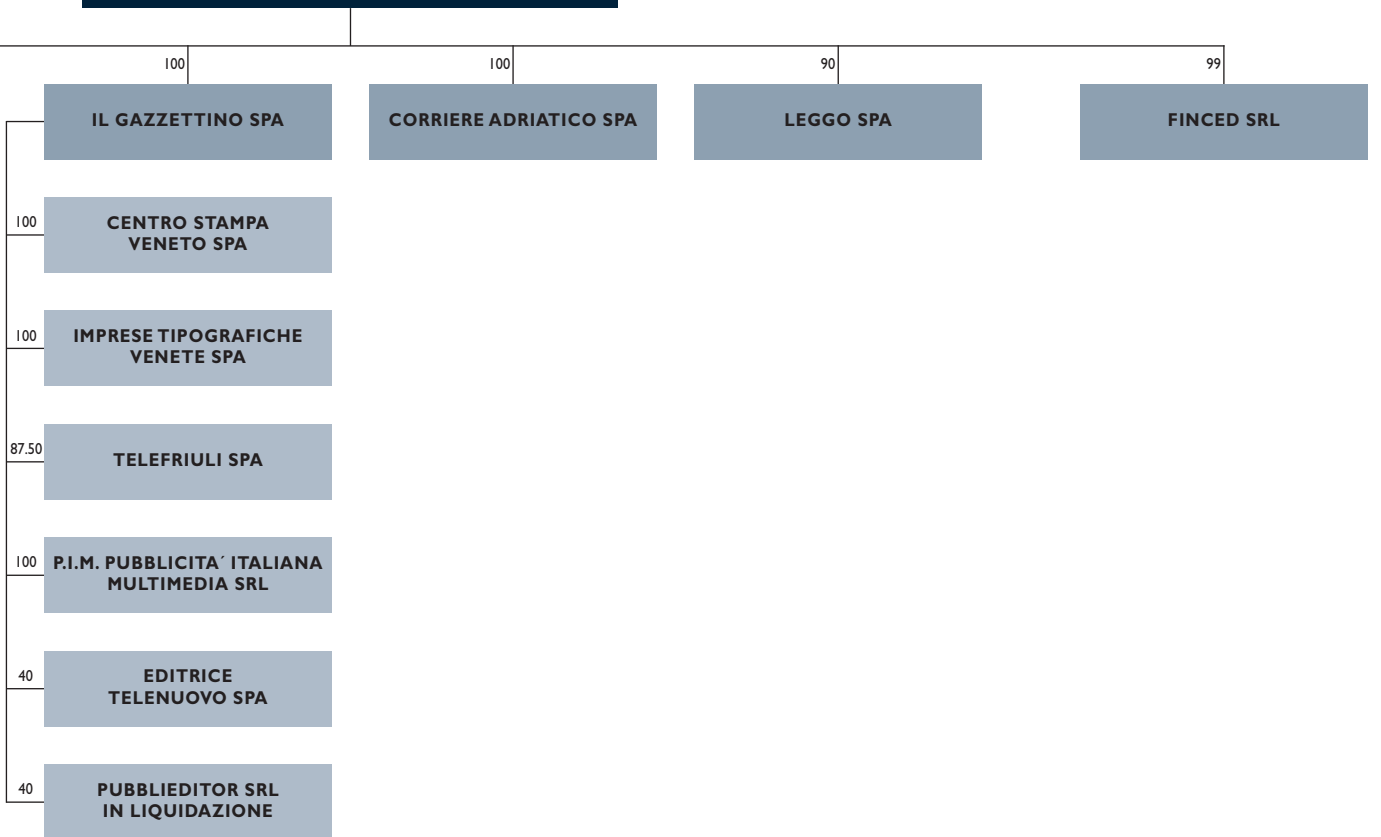 100
100
90
99
IL GAZZETTINO SPA
CORRIERE ADRIATICO SPA
LEGGO SPA
FINCED SRL
100
CENTRO STAMPA
VENETO SPA
100
IMPRESE TIPOGRAFICHE
VENETE SPA
87.50
TELEFRIULI SPA
100
P.I.M. PUBBLICITA´ ITALIANA
MULTIMEDIA SRL
40
EDITRICE
TELENUOVO SPA
40
PUBBLIEDITOR SRL
IN LIQUIDAZIONE